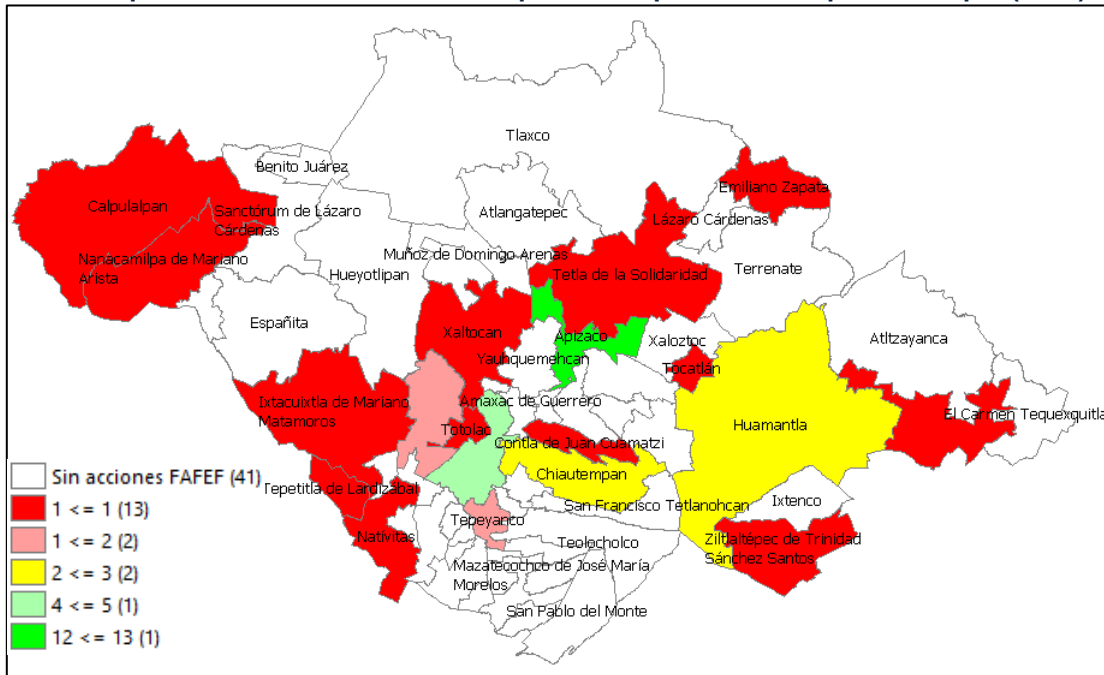 Tlaxco
Benito Juárez
Emiliano Zapata
Calpulalpan
Sanctórum de Lázaro
Cárdenas
Atlangatepec
Lázaro Cárdenas
Muñoz de Domingo Arenas
Nanacamilpa de Mariano
Arista
Hueyotlipan
Tetla de la Solidaridad
Terrenate
Españita
Xaltocan
Apizaco
Xaloztoc
Atltzayanca
Yauhquemehcan
Tocatlán
Ixtacuixtla de Mariano
Matamoros
Amaxac de Guerrero
Totolac
Contla de Juan Cuamatzi
Huamantla
El Carmen Tequexquitla
Chiautempan
Tepetitla de Lardizábal
San Francisco Tetlanohcan
Ixtenco
Nativitas
Tepeyanco
Teolocholco
Ziltlaltépec de Trinidad
Sánchez Santos
Mazatecochco de José María
Morelos
San Pablo del Monte
Sin acciones FAFEF (41)
1 <= 1 (13)
1 <= 2 (2)
2 <= 3 (2)
4 <= 5 (1)
12 <= 13 (1)